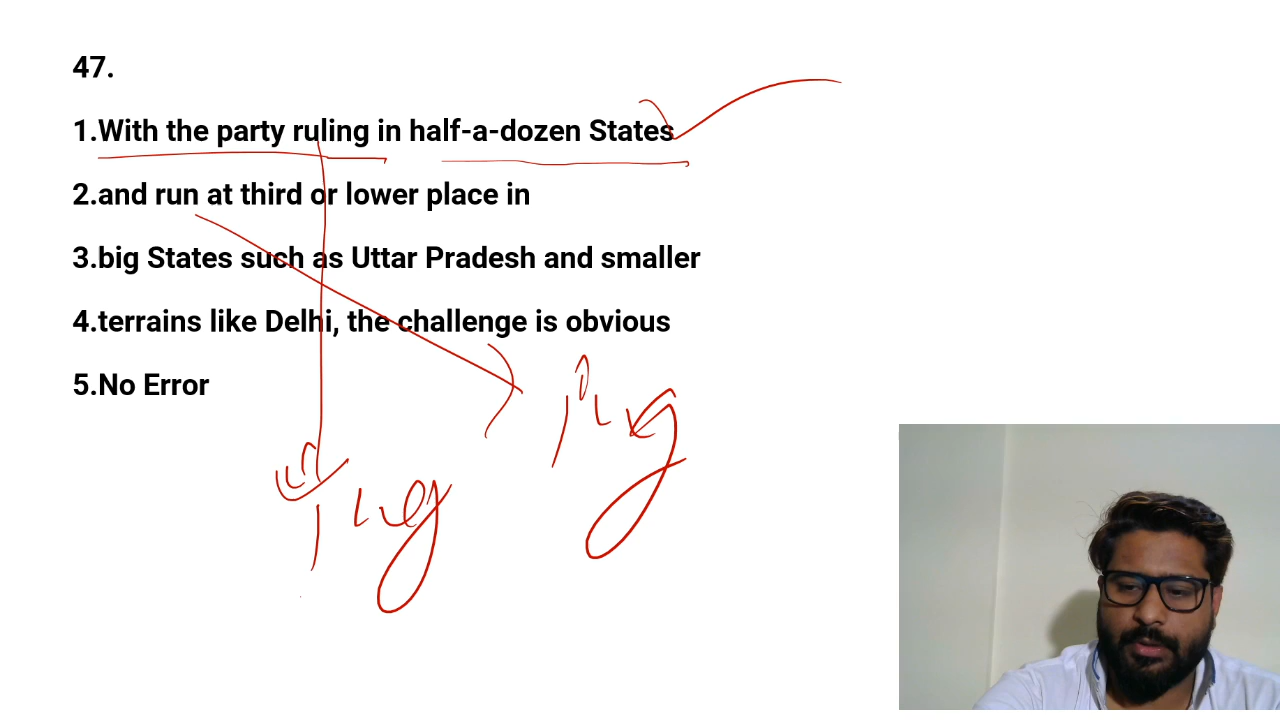 47.
1.With the party ruling in half-a-dozen States
2.and run at third or lower place in
3.big States such as Uttar Pradesh and smaller
4.terrains like Delhi, the challenge is obvious
5.No Error